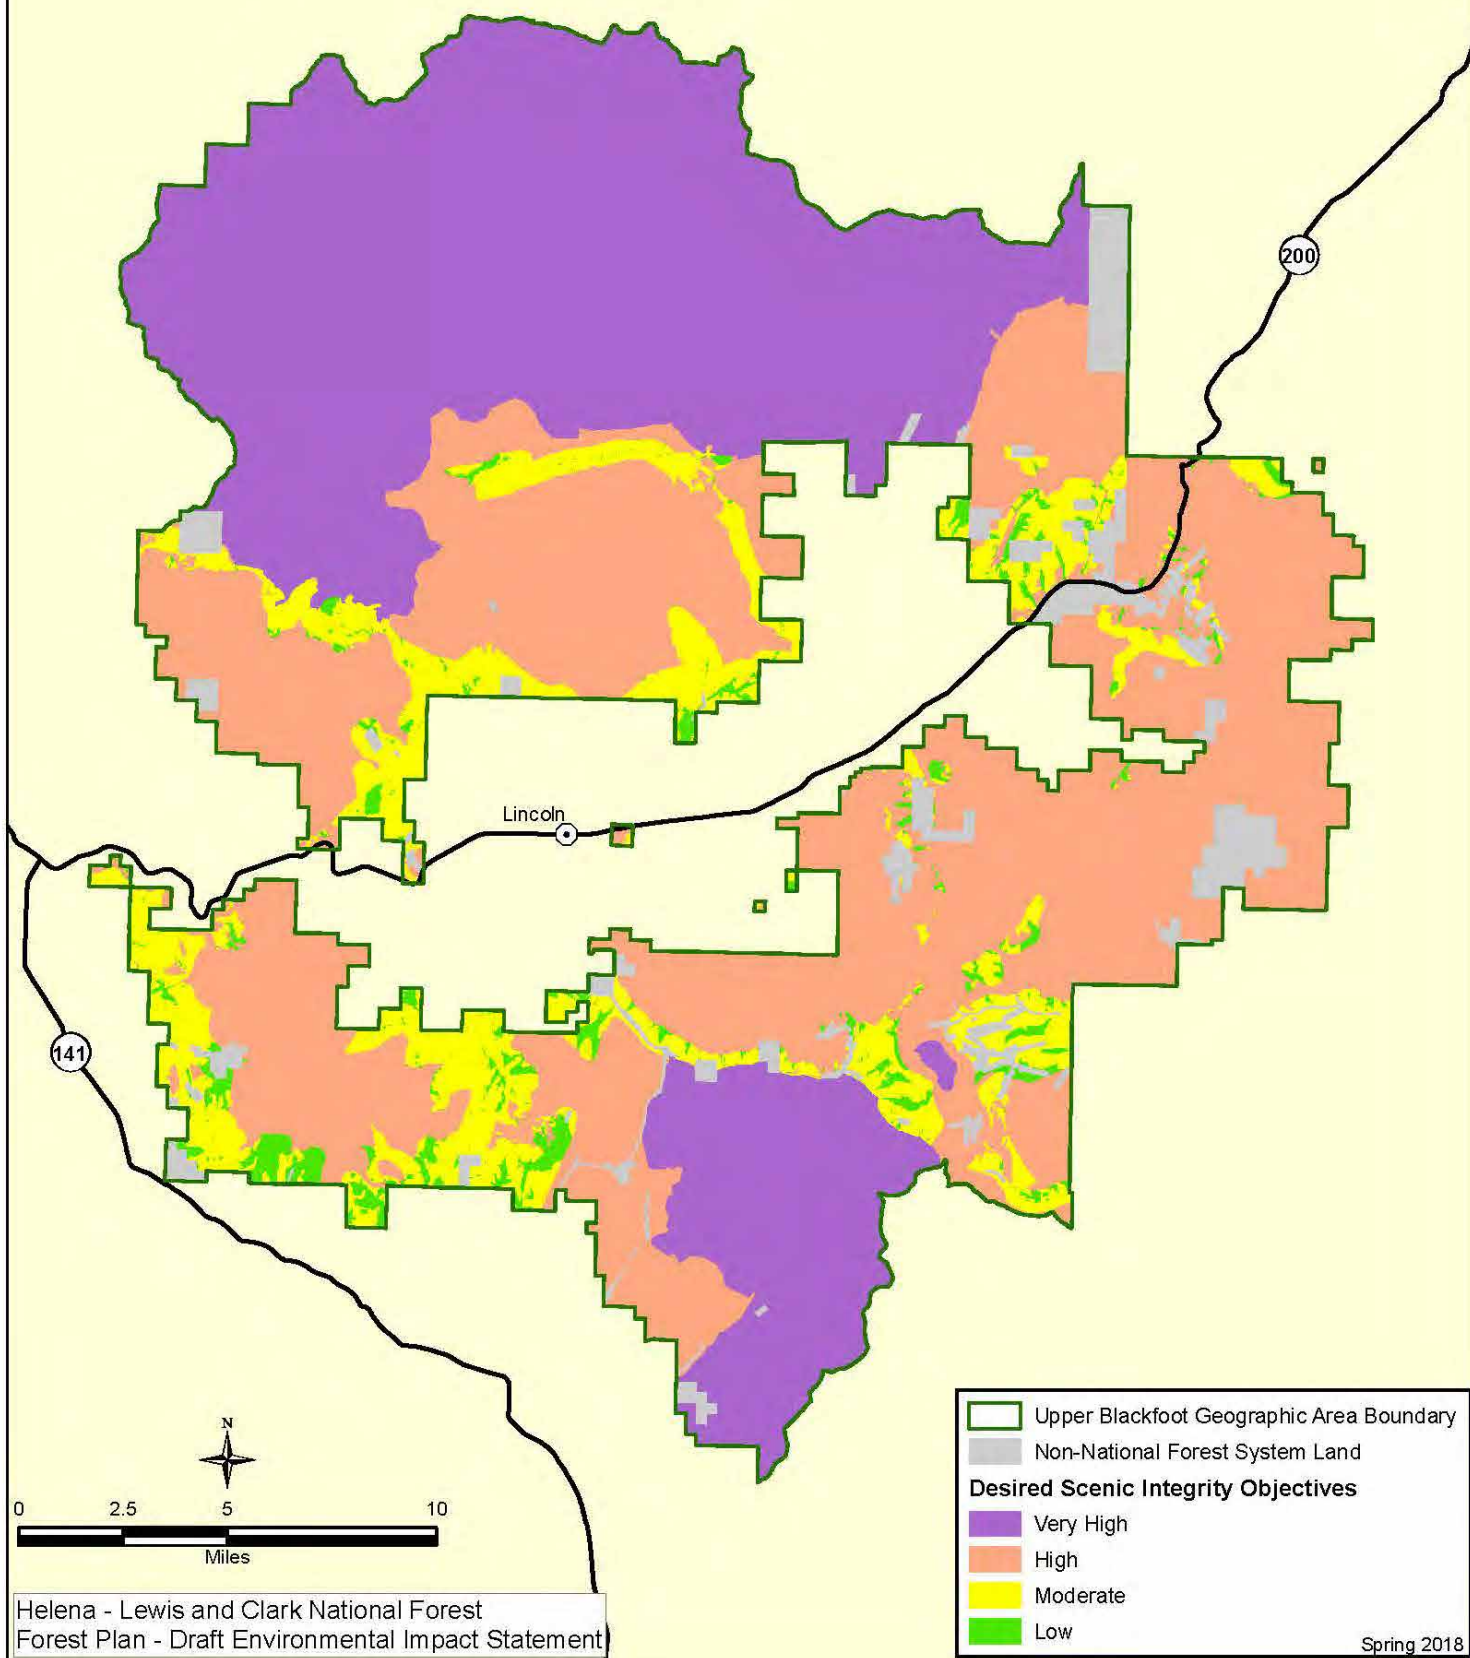 200
Lincoln
141
N
0 2.5 5 10
Miles
Helena - Lewis and Clark National Forest
Forest Plan - Draft Environmental Impact Statement
Upper Blackfoot Geographic Area Boundary
Non-National Forest System Land
Desired Scenic Integrity Objectives
Very High
High
Moderate
Low
Spring 2018